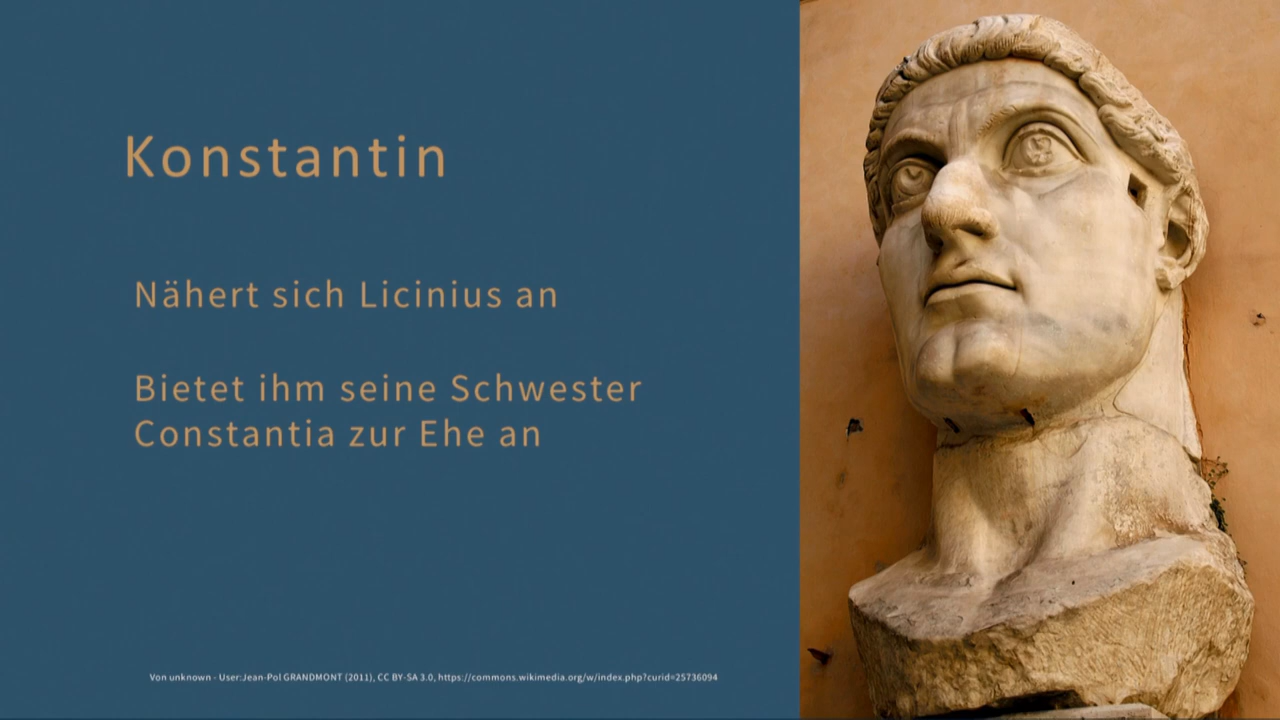 Konstantin
Nähert sich Licinius an
Bietet ihm seine Schwester
Constantia zur Ehe an
Von unknown - User:Jean-Pol GRANDMONT (2011), CC BY-SA 3.0, https://commons.wikimedia.org/w/index.php?curid=25736094